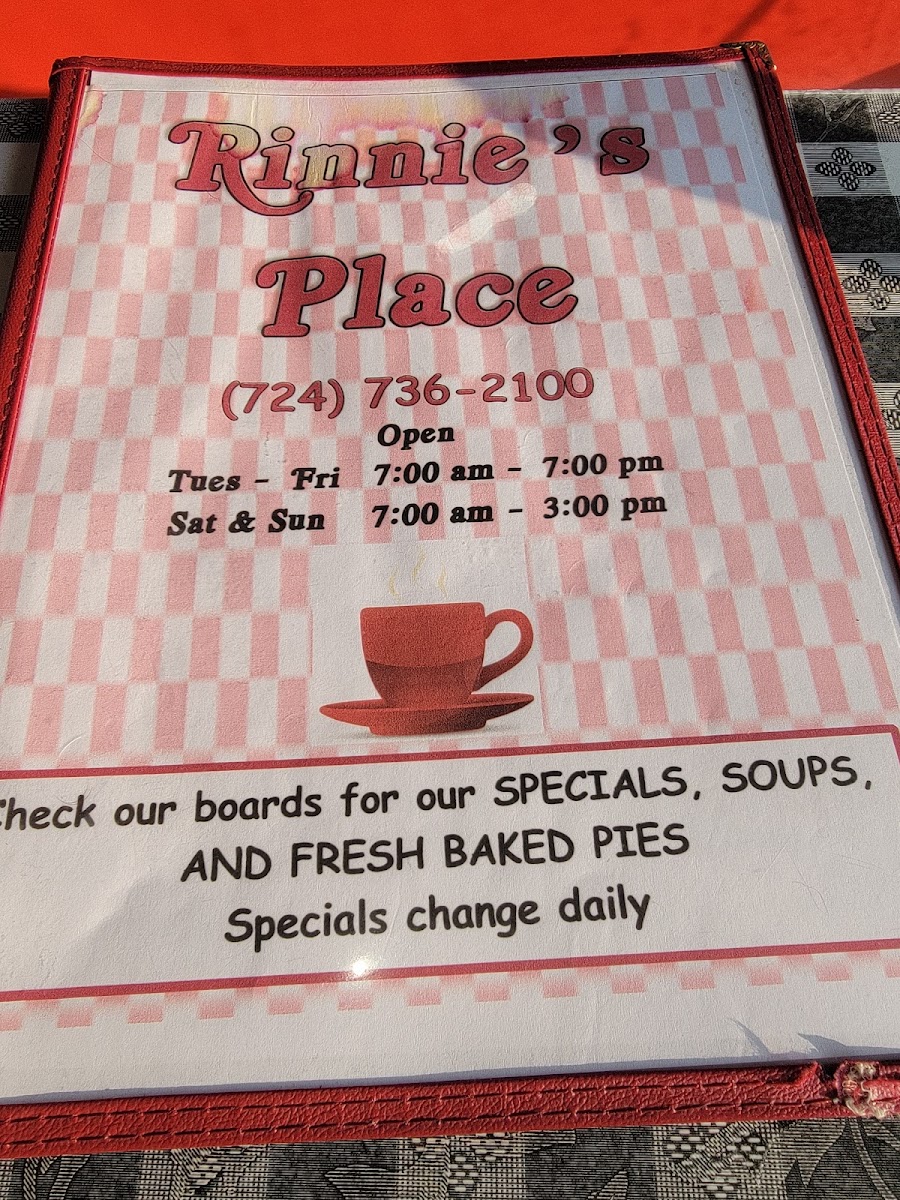 Rinnie's
Place
(724) 736-2100
Open
Tues - Fri 7:00 am - 7:00 pm
Sat & Sun 7:00 am - 3:00 pm
Check our boards for our SPECIALS, SOUPS,
AND FRESH BAKED PIES
Specials change daily